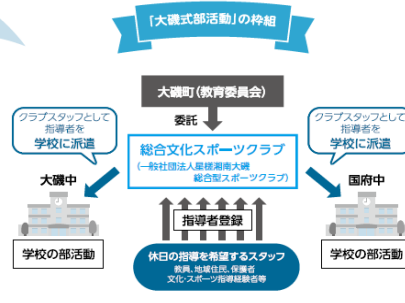 「大磯式部活動」の枠組
大磯町(教育委員会)
委託
クラブスタッフとして
指導者を
学校に派遣
総合文化スポーツクラブ
(一般社団法人星槎湘南大磯
総合型スポーツクラブ)
クラブスタッフとして
指導者を
学校に派遣
大磯中
国府中
指導者登録
学校の部活動
学校の部活動
休日の指導を希望するスタッフ
教員、地域住民、保護者
文化・スポーツ指導経験者等